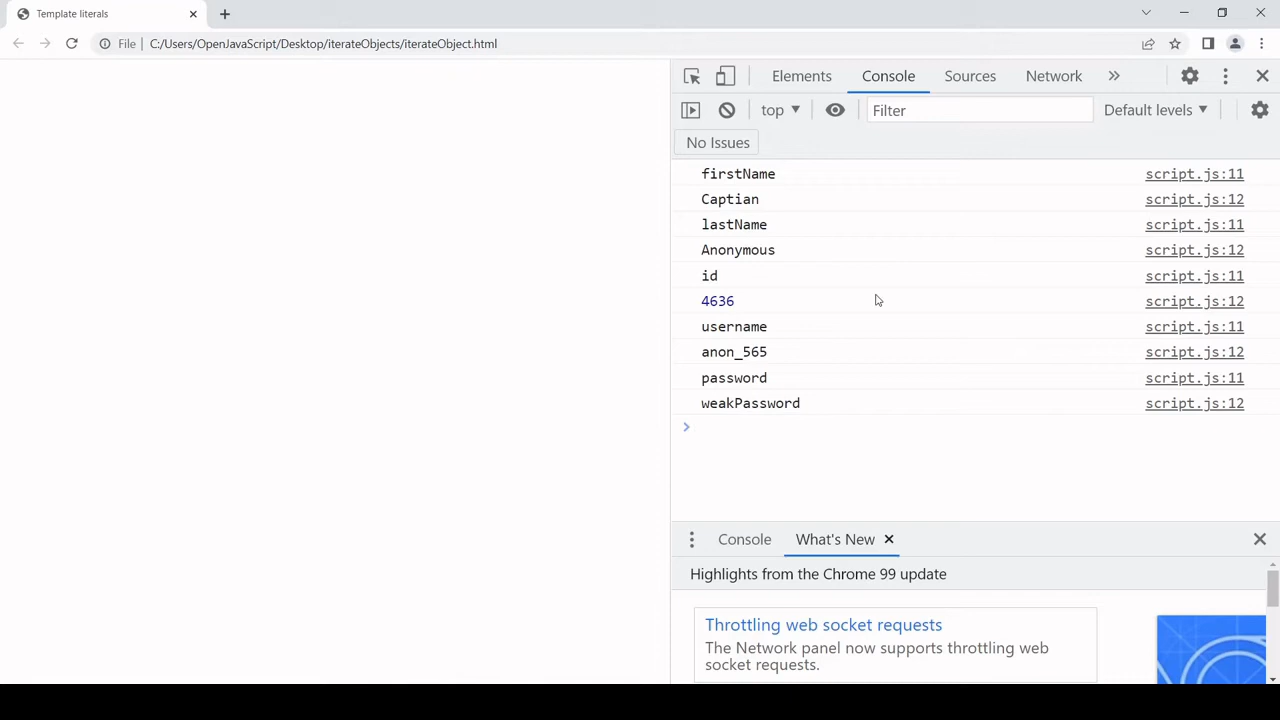 Template literals
File
C:/Users/OpenJavaScript/Desktop/iterateObjects/iterateObject.html
Elements Console Sources Network »
top ▼ Filter Default levels ▼
No Issues
firstName script.js:11
Captian script.js:12
lastName script.js:11
Anonymous script.js:12
id script.js:11
4636 script.js:12
username script.js:11
anon_565 script.js:12
password script.js:11
weakPassword script.js:12
Console What's New
Highlights from the Chrome 99 update
Throttling web socket requests
The Network panel now supports throttling web
socket requests.